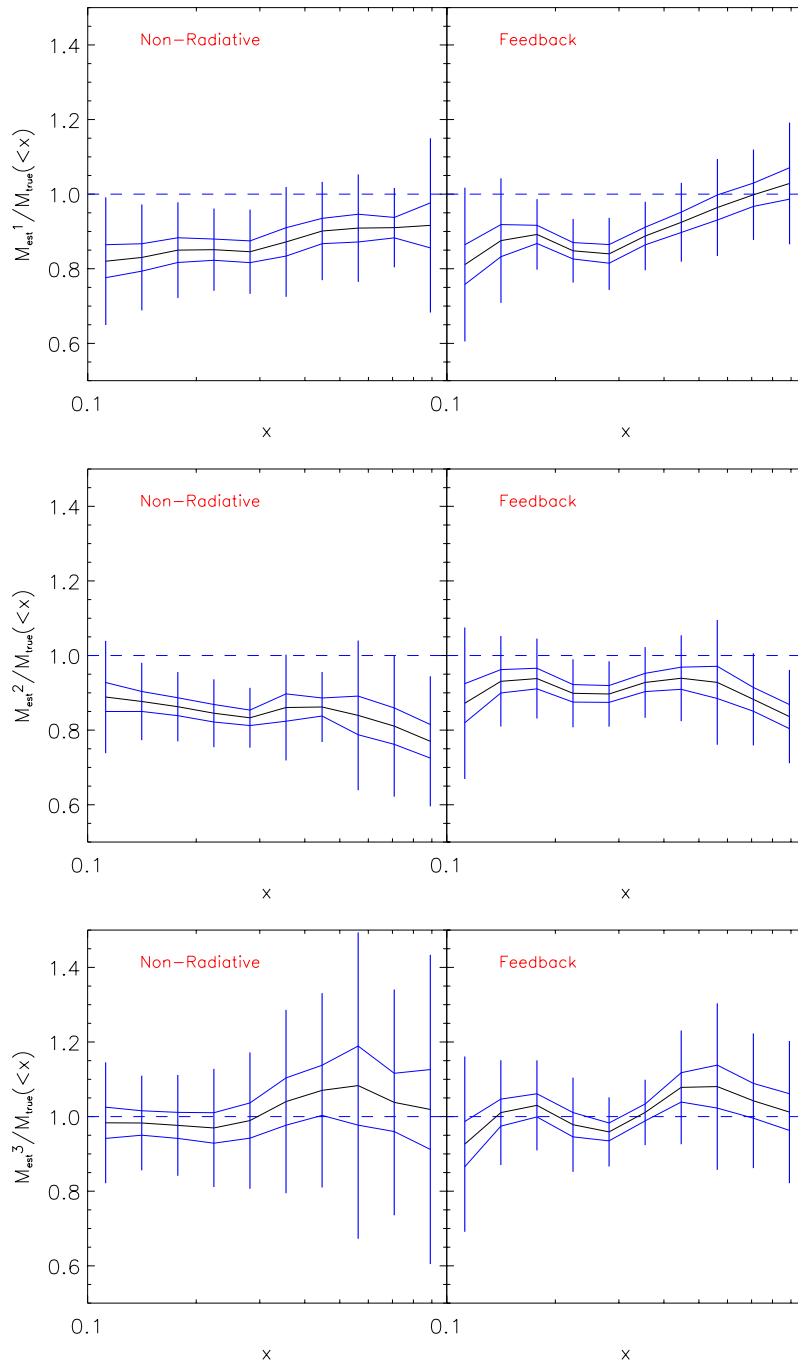 Non-Radiative
Feedback
M_est^1/M_true(<x)
1.4
1.2
1.0
0.8
0.6
0.1
0.1
x
x
Non-Radiative
Feedback
M_est^2/M_true(<x)
1.4
1.2
1.0
0.8
0.6
0.1
0.1
x
x
Non-Radiative
Feedback
M_est^3/M_true(<x)
1.4
1.2
1.0
0.8
0.6
0.1
0.1
x
x